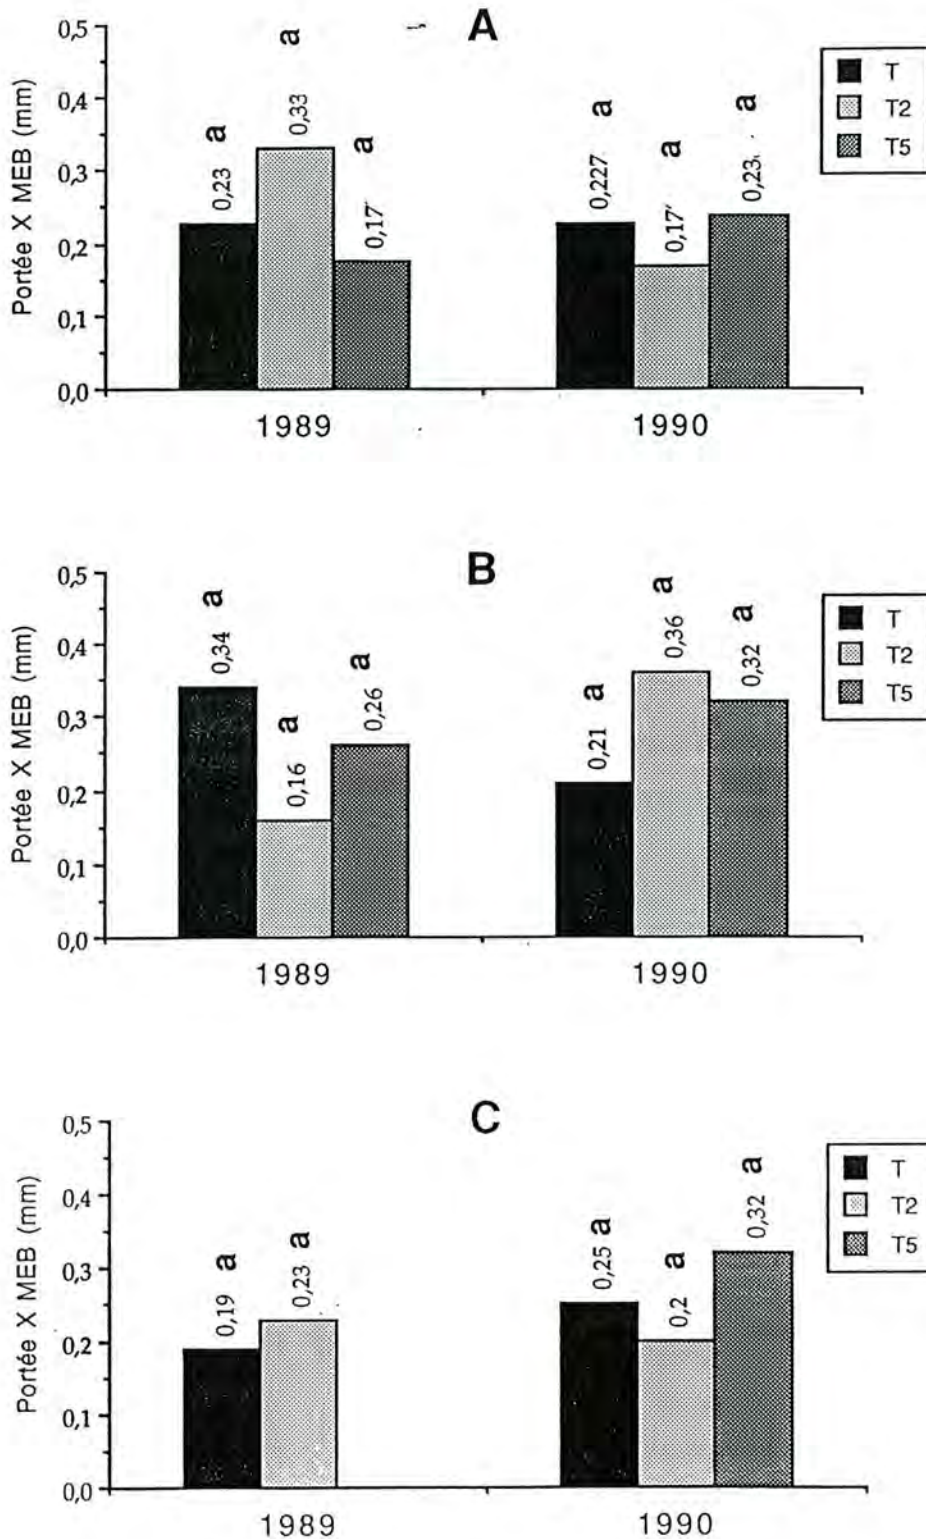 A
Portée X MEB (mm)
0,5
0,4
0,3
0,2
0,1
0,0
a
0,23
a
0,33
a
0,17
a
0,227
a
0,17
a
0,23
1989
1990
T
T2
T5
B
Portée X MEB (mm)
0,5
0,4
0,3
0,2
0,1
0,0
a
0,34
a
0,16
a
0,26
a
0,21
a
0,36
a
0,32
1989
1990
T
T2
T5
C
Portée X MEB (mm)
0,5
0,4
0,3
0,2
0,1
0,0
a
0,19
a
0,23
a
0,25
a
0,2
a
0,32
1989
1990
T
T2
T5